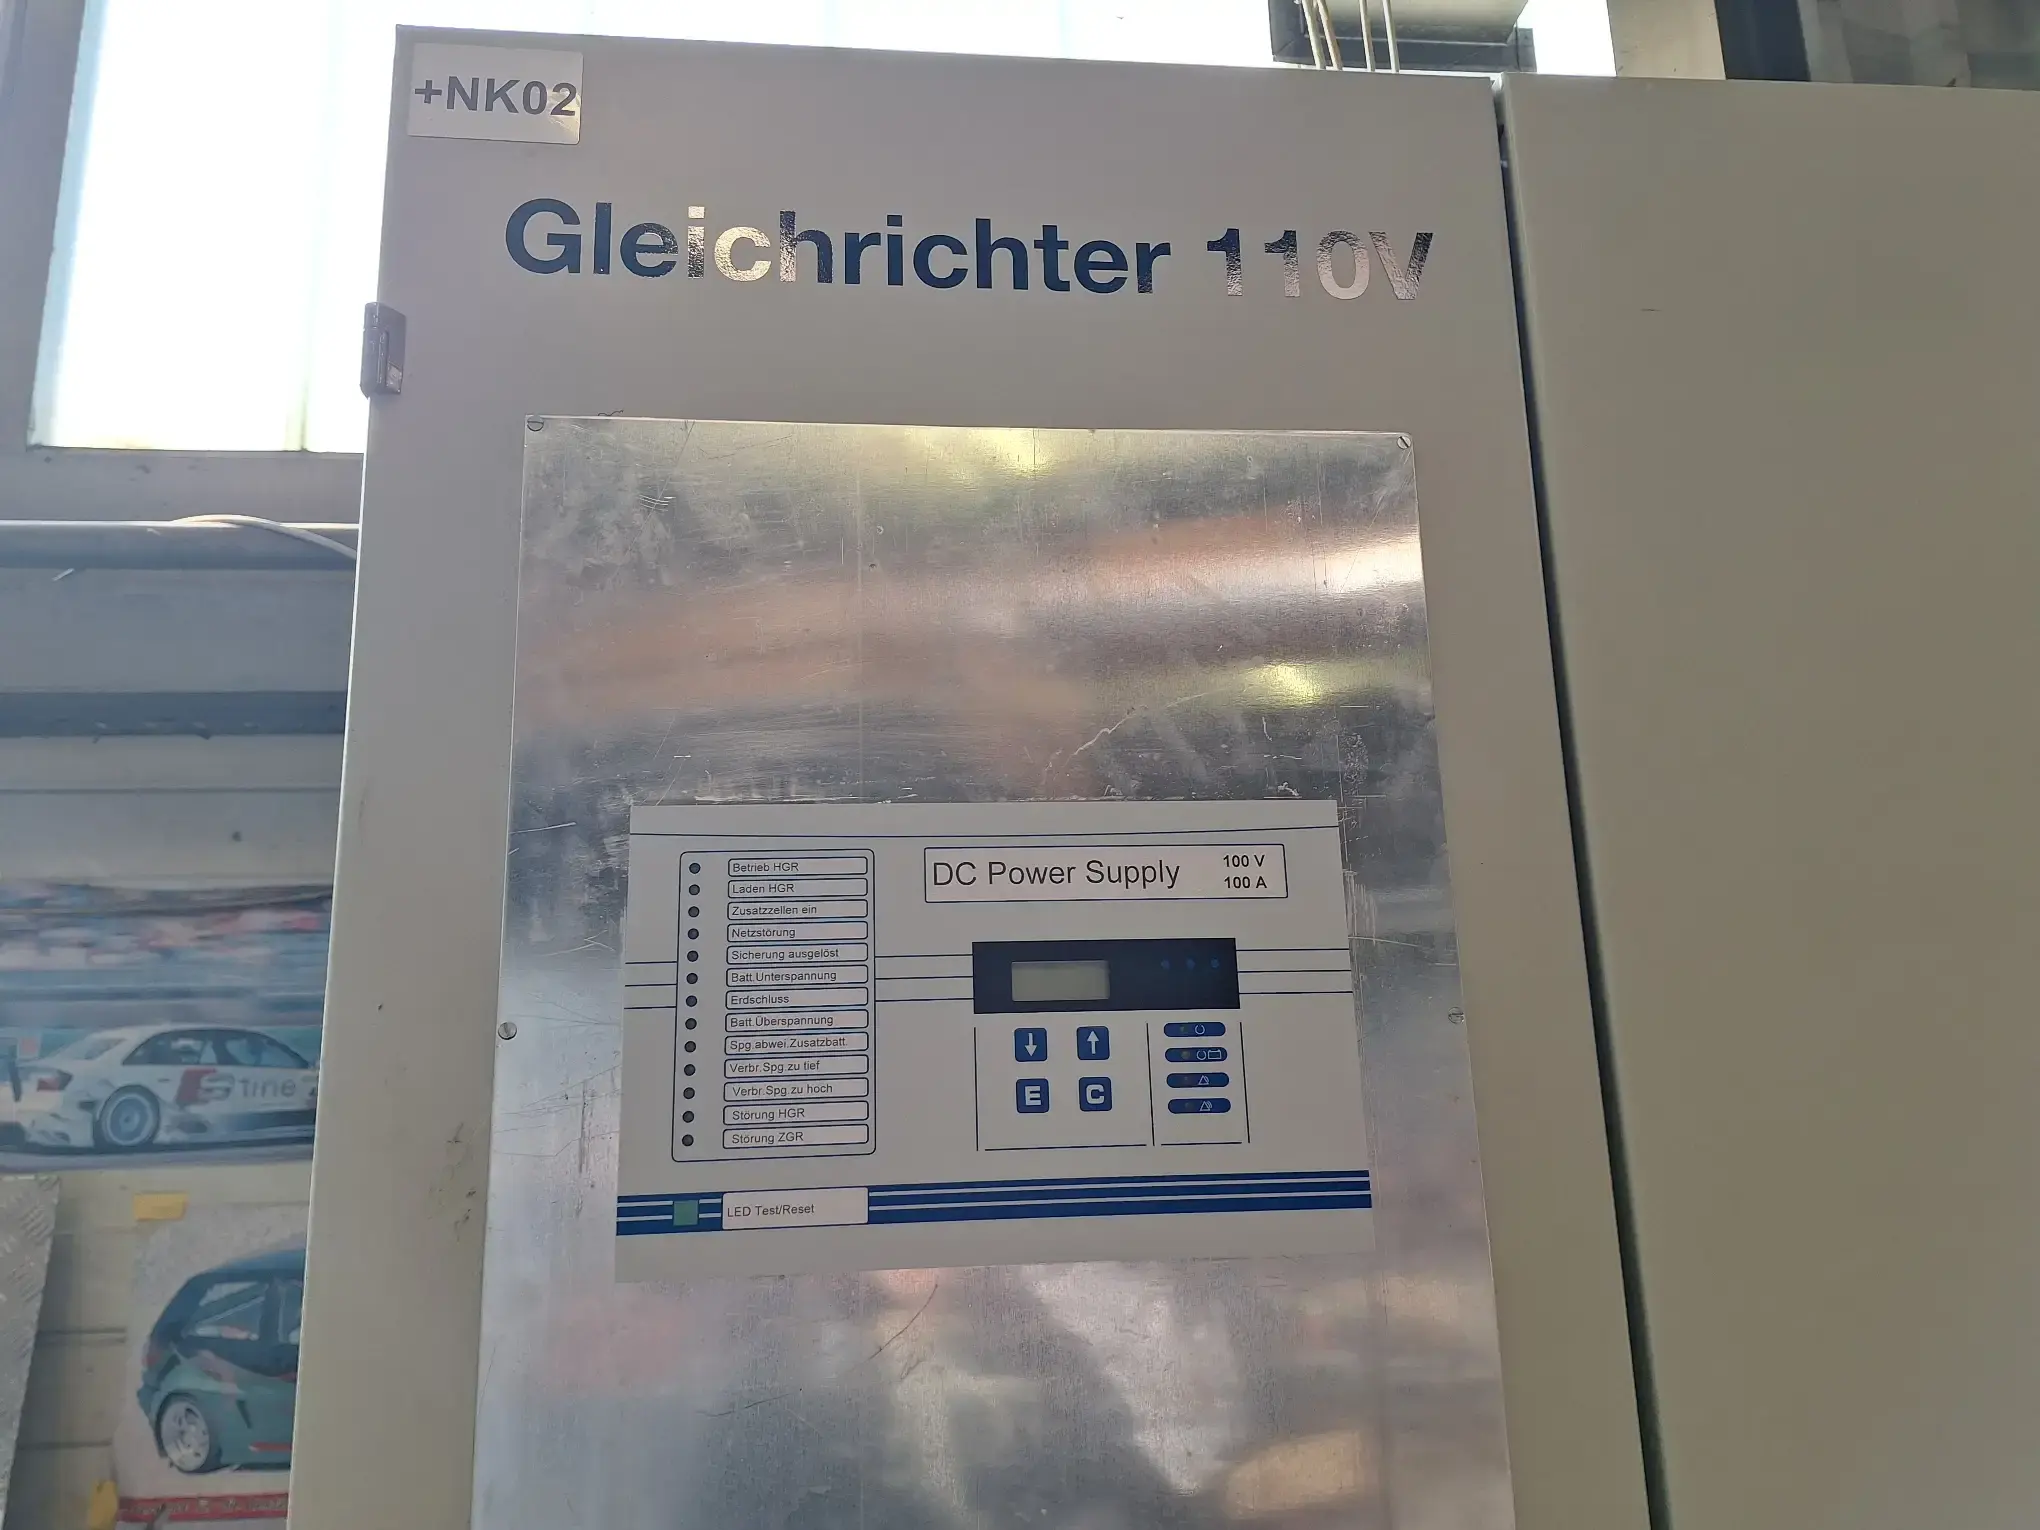 +NK02
Gleichrichter 110V
DC Power Supply
100 V
100 A
Betrieb HGR
Laden HGR
Zusatzzellen ein
Netzstörung
Sicherung ausgelöst
Batt.Unterspannung
Erdschluss
Batt.Überspannung
Spg.abwei.Zusatzbatt.
Verbr.Spg.zu tief
Verbr.Spg.zu hoch
Störung HGR
Störung ZGR
↓ ↑
E C
LED Test/Reset